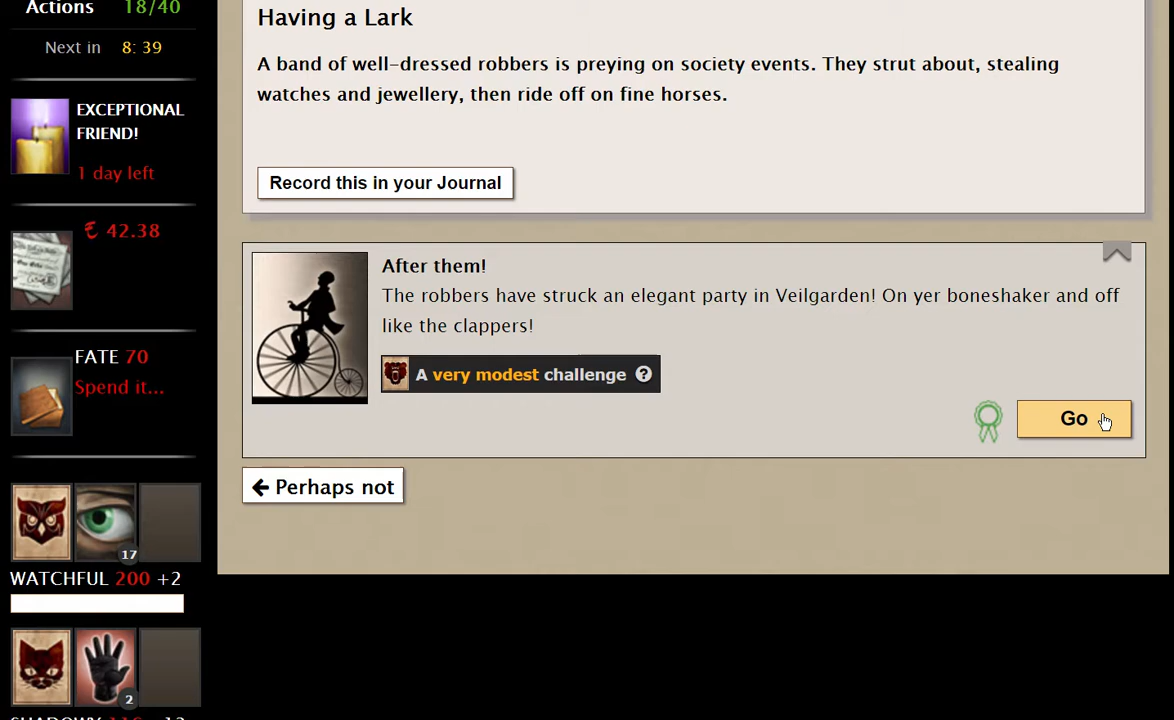 Actions 18/40
Next in 8: 39
EXCEPTIONAL
FRIEND!
1 day left
42.38
FATE 70
Spend it...
17
WATCHFUL 200 +2
2
Having a Lark
A band of well-dressed robbers is preying on society events. They strut about, stealing
watches and jewellery, then ride off on fine horses.
Record this in your Journal
After them!
The robbers have struck an elegant party in Veilgarden! On yer boneshaker and off
like the clappers!
A very modest challenge ?
Go
Perhaps not